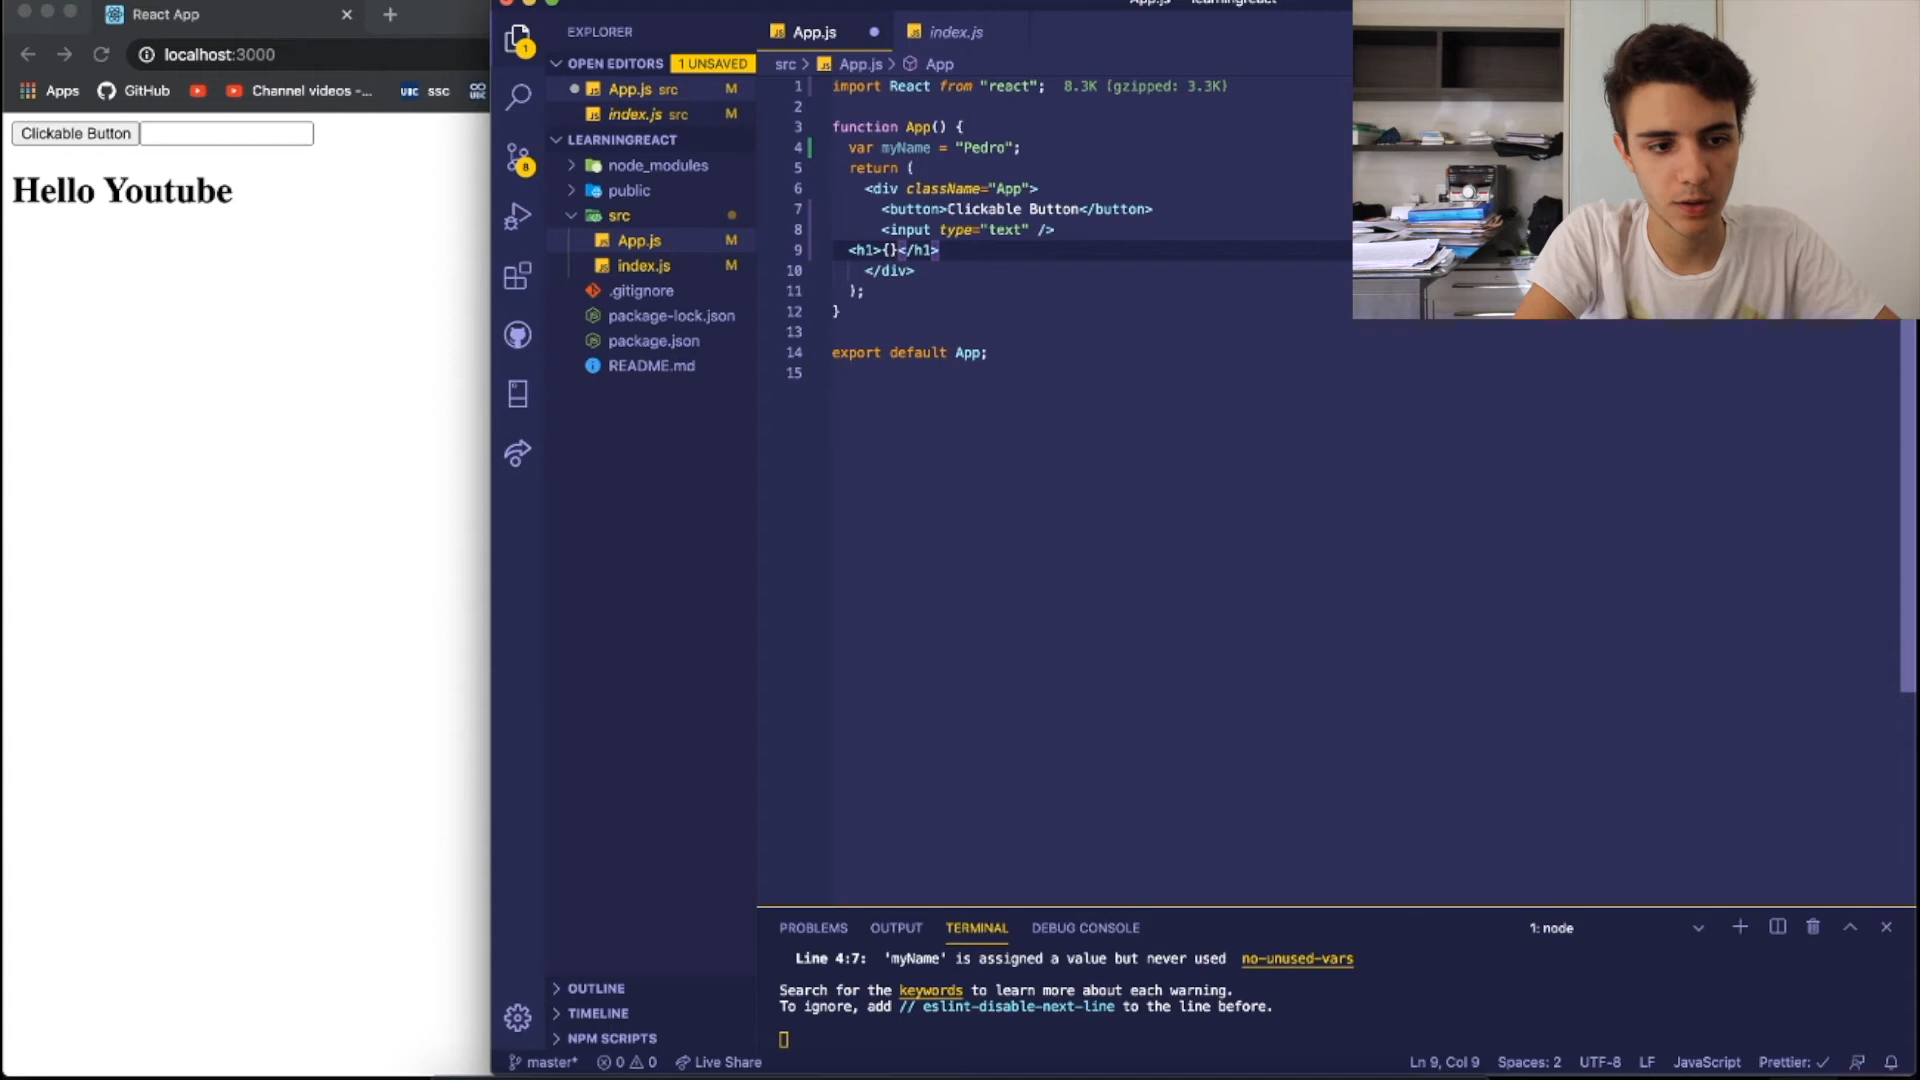 React App
localhost:3000
Apps
GitHub
Channel videos -...
UBC
ssc
Clickable Button
Hello Youtube
EXPLORER
OPEN EDITORS
1 UNSAVED
App.js src M
index.js src M
LEARNINGREACT
node_modules
public
src
App.js M
index.js M
.gitignore
package-lock.json
package.json
README.md
OUTLINE
TIMELINE
NPM SCRIPTS
1
8
App.js
index.js
src > App.js > App
1 import React from "react"; 8.3K (gzipped: 3.3K)
2
3 function App() {
4 var myName = "Pedro";
5 return (
6 <div className="App">
7 <button>Clickable Button</button>
8 <input type="text" />
9 <h1>{}</h1>
10 </div>
11 );
12 }
13
14 export default App;
15
PROBLEMS OUTPUT TERMINAL DEBUG CONSOLE 1: node
Line 4:7: 'myName' is assigned a value but never used no-unused-vars
Search for the keywords to learn more about each warning.
To ignore, add // eslint-disable-next-line to the line before.
master* 0 0 Live Share Ln 9, Col 9 Spaces: 2 UTF-8 LF JavaScript Prettier: ✓